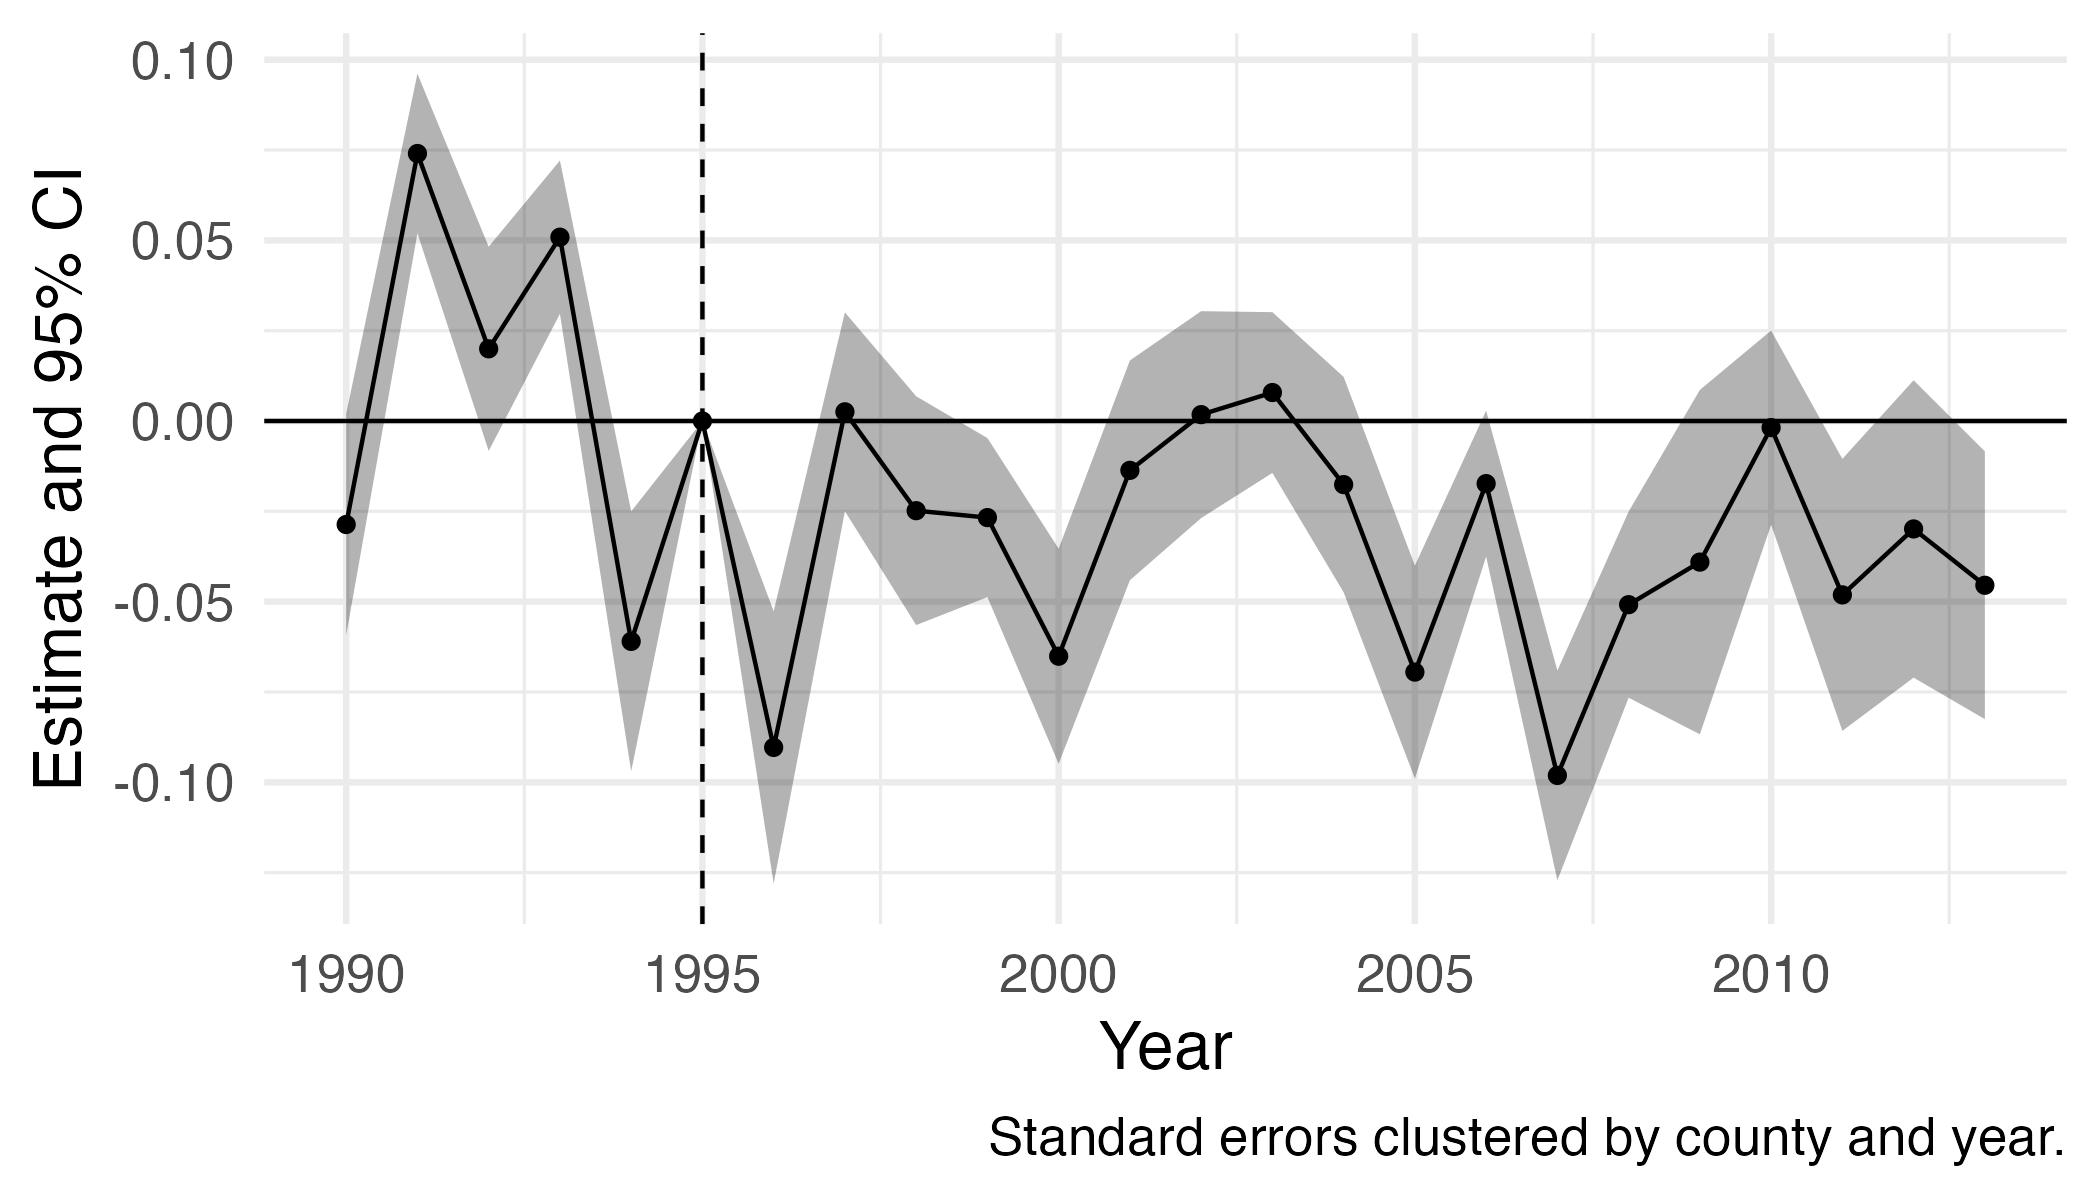 Estimate and 95% CI
0.10
0.05
0.00
-0.05
-0.10
1990 1995 2000 2005 2010
Year
Standard errors clustered by county and year.